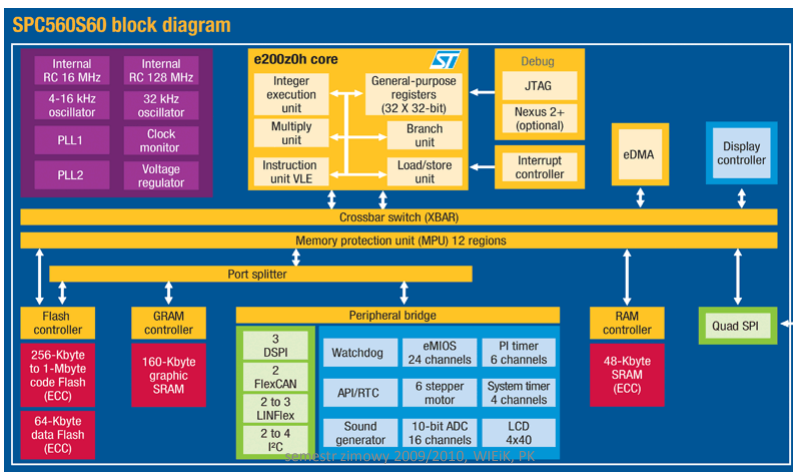 SPC560S60 block diagram
Internal
RC 16 MHz
Internal
RC 128 MHz
4-16 kHz
oscillator
32 kHz
oscillator
PLL1
Clock
monitor
PLL2
Voltage
regulator
e200z0h core
ST
Integer
execution
unit
General-purpose
registers
(32 X 32-bit)
Multiply
unit
Branch
unit
Instruction
unit VLE
Load/store
unit
Debug
JTAG
Nexus 2+
(optional)
Interrupt
controller
eDMA
Display
controller
Crossbar switch (XBAR)
Memory protection unit (MPU) 12 regions
Port splitter
Flash
controller
256-Kbyte
to 1-Mbyte
code Flash
(ECC)
64-Kbyte
data Flash
(ECC)
GRAM
controller
160-Kbyte
graphic
SRAM
Peripheral bridge
3
DSPI
2
FlexCAN
2 to 3
LINFlex
2 to 4
I²C
Watchdog
eMIOS
24 channels
PI timer
6 channels
API/RTC
6 stepper
motor
System timer
4 channels
Sound
generator
10-bit ADC
16 channels
LCD
4x40
RAM
controller
48-Kbyte
SRAM
(ECC)
Quad SPI
semestr zimowy 2009/2010, WIEiK, PK